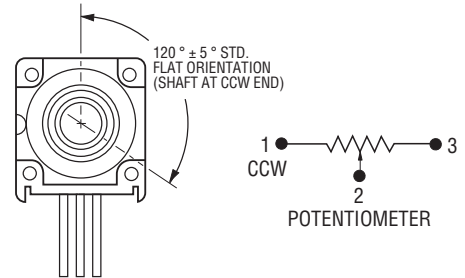 120 ° ± 5 ° STD.
FLAT ORIENTATION
(SHAFT AT CCW END)
1
3
CCW
2
POTENTIOMETER